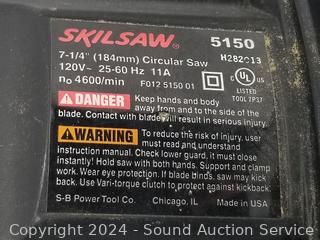 SKILSAW® 5150
7-1/4" (184mm) Circular Saw H282013
120V~ 25-60 Hz 11A
n₀ 4600/min F012 5150 01
C UL US LISTED
TOOL 7P37
DANGER Keep hands and body
away from and to the side of the
blade. Contact with blade will result in serious injury.
WARNING To reduce the risk of injury, user
must read and understand
instruction manual. Check lower guard, it must close
instantly! Hold saw with both hands. Support and clamp
work. Wear eye protection. If blade binds, saw may kick
back. Use Vari-torque clutch to protect against kickback.
S-B Power Tool Co. Chicago, IL Made in USA
Copyright 2024 - Sound Auction Service